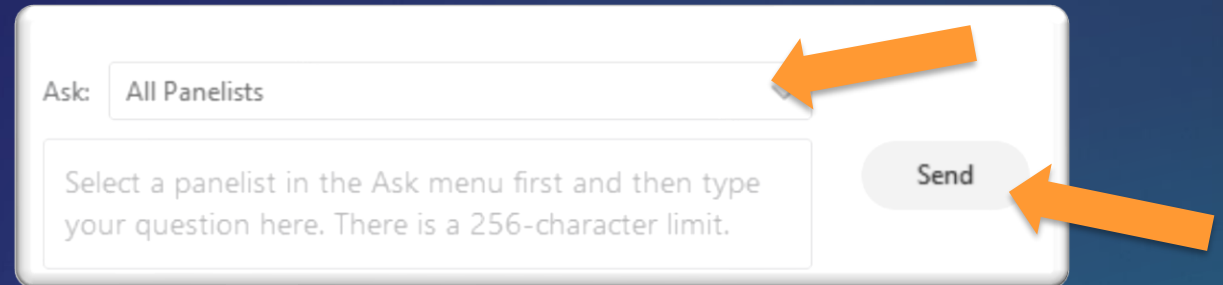 Ask: All Panelists
Select a panelist in the Ask menu first and then type
your question here. There is a 256-character limit.
Send